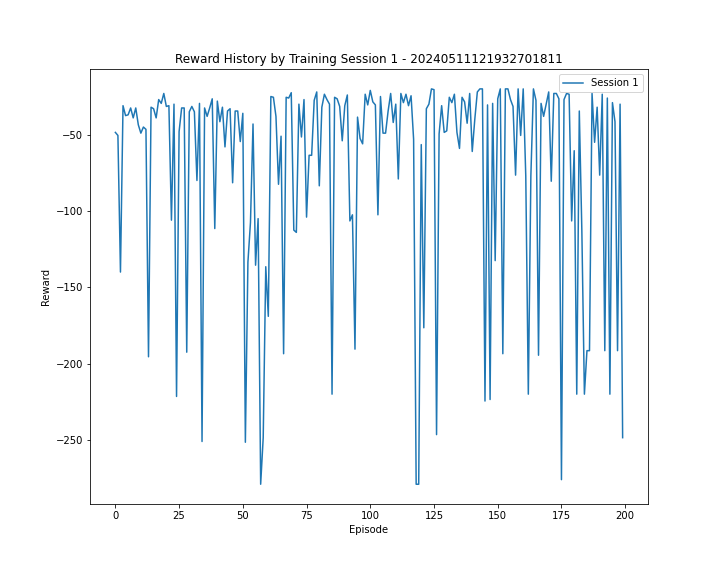 Reward History by Training Session 1 - 20240511121932701811
Session 1
−50
−100
−150
−200
−250
Reward
0 25 50 75 100 125 150 175 200
Episode